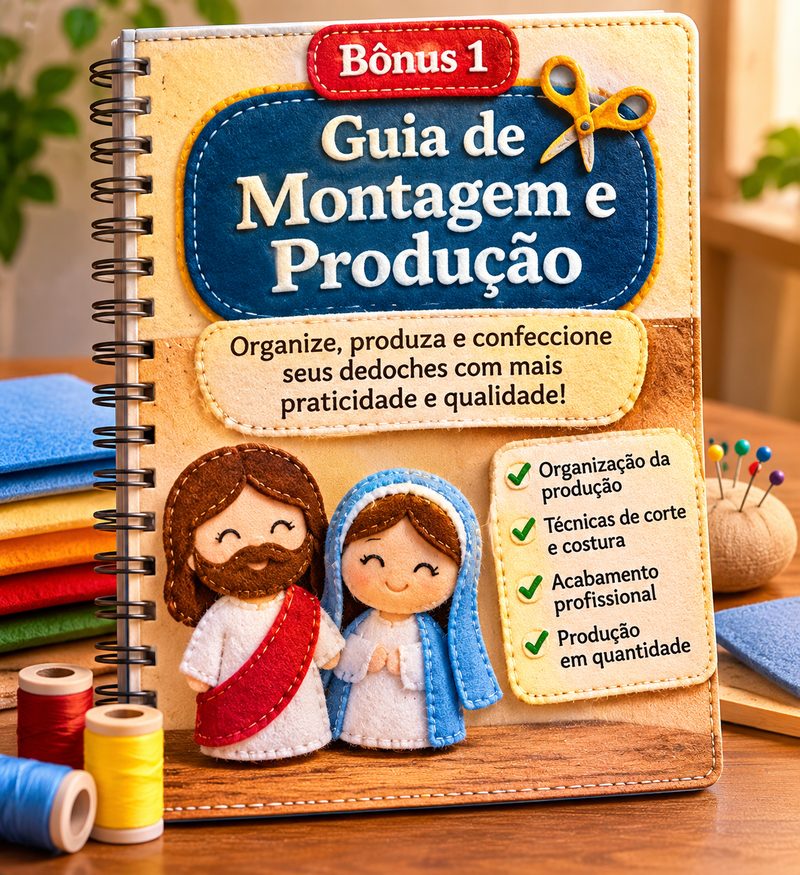 Bônus 1
Guia de
Montagem e
Produção
Organize, produza e confeccione
seus dedoches com mais
praticidade e qualidade!
Organização da
produção
Técnicas de corte
e costura
Acabamento
profissional
Produção
em quantidade